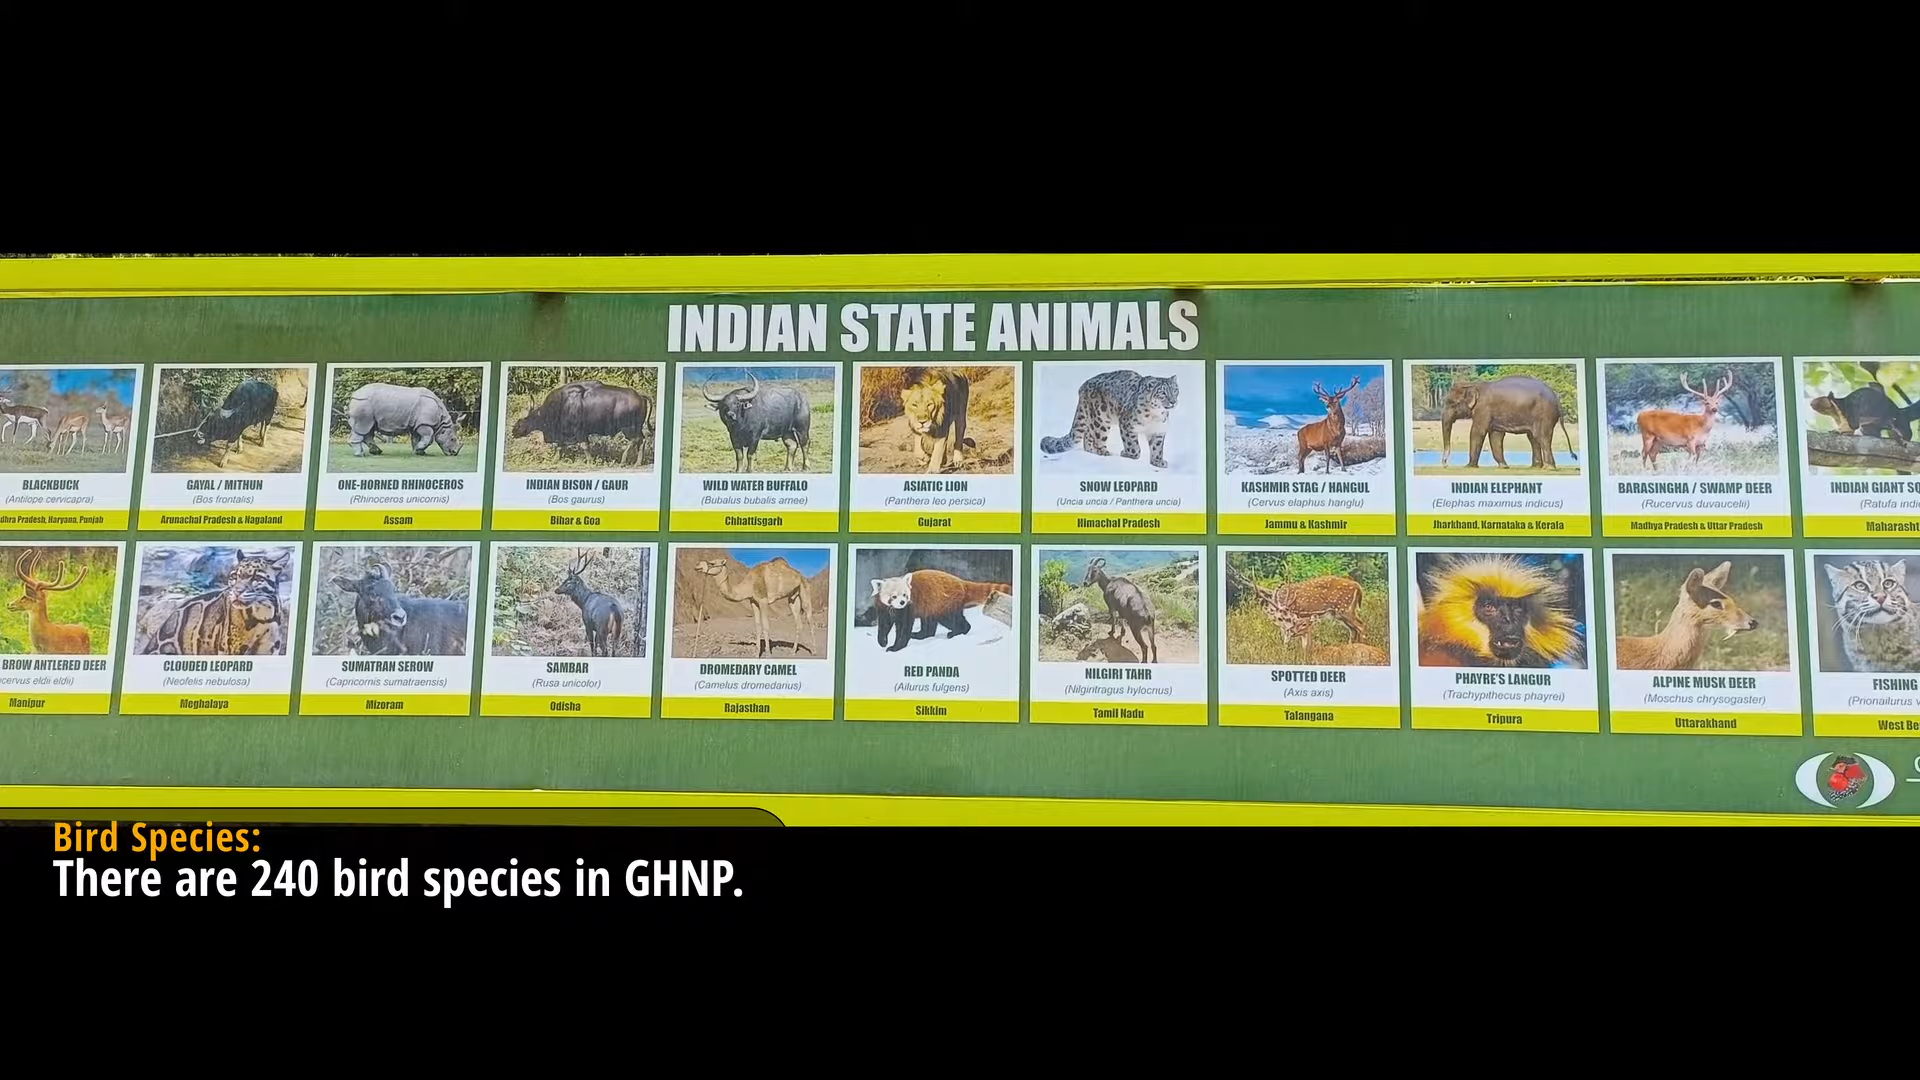 INDIAN STATE ANIMALS
BLACKBUCK
(Antilope cervicapra)
Pradesh, Haryana, Punjab
GAYAL / MITHUN
(Bos frontalis)
Arunachal Pradesh & Nagaland
ONE-HORNED RHINOCEROS
(Rhinoceros unicornis)
Assam
INDIAN BISON / GAUR
(Bos gaurus)
Bihar & Goa
WILD WATER BUFFALO
(Bubalus bubalis arnee)
Chhattisgarh
ASIATIC LION
(Panthera leo persica)
Gujarat
SNOW LEOPARD
(Uncia uncia / Panthera uncia)
Himachal Pradesh
KASHMIR STAG / HANGUL
(Cervus elaphus hanglu)
Jammu & Kashmir
INDIAN ELEPHANT
(Elephas maximus indicus)
Jharkhand, Karnataka & Kerala
BARASINGHA / SWAMP DEER
(Rucervus duvaucelii)
Madhya Pradesh & Uttar Pradesh
INDIAN GIANT
(Ratufa
BROW ANTLERED DEER
eldii eldii)
Manipur
CLOUDED LEOPARD
(Neofelis nebulosa)
Meghalaya
SUMATRAN SEROW
(Capricornis sumatraensis)
Mizoram
SAMBAR
(Rusa unicolor)
Odisha
DROMEDARY CAMEL
(Camelus dromedarius)
Rajasthan
RED PANDA
(Ailurus fulgens)
Sikkim
NILGIRI TAHR
(Nilgiritragus hylocrius)
Tamil Nadu
SPOTTED DEER
(Axis axis)
Talangana
PHAYRE'S LANGUR
(Trachypithecus phayrei)
Tripura
ALPINE MUSK DEER
(Moschus chrysogaster)
Uttarakhand
FISHING
(Prionailurus
West
Bird Species:
There are 240 bird species in GHNP.